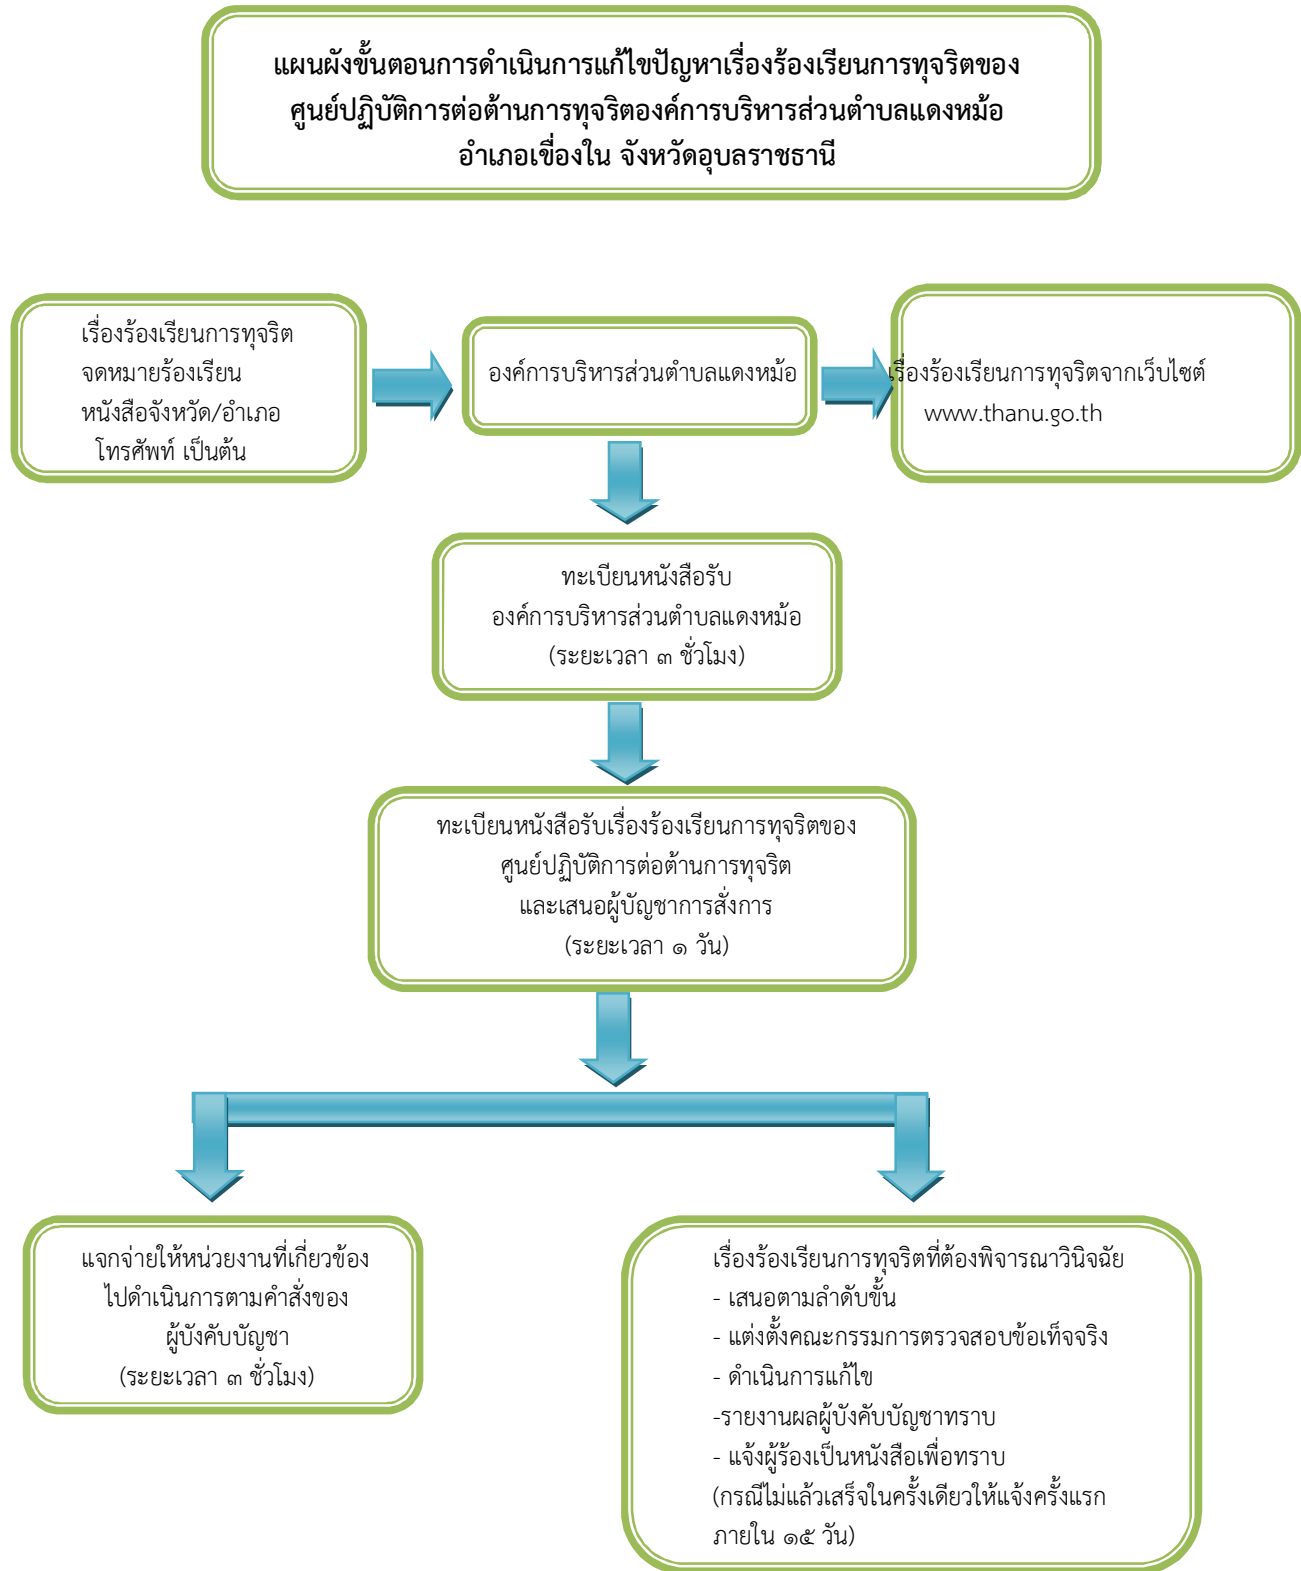 แผนผังขั้นตอนการดำเนินการแก้ไขปัญหาเรื่องร้องเรียนการทุจริตของ
ศูนย์ปฏิบัติการต่อต้านการทุจริตองค์การบริหารส่วนตำบลแดงหม้อ
อำเภอเขื่องใน จังหวัดอุบลราชธานี
เรื่องร้องเรียนการทุจริต
จดหมายร้องเรียน
หนังสือจังหวัด/อำเภอ
โทรศัพท์ เป็นต้น
องค์การบริหารส่วนตำบลแดงหม้อ
เรื่องร้องเรียนการทุจริตจากเว็บไซต์
www.thanu.go.th
ทะเบียนหนังสือรับ
องค์การบริหารส่วนตำบลแดงหม้อ
(ระยะเวลา ๓ ชั่วโมง)
ทะเบียนหนังสือรับเรื่องร้องเรียนการทุจริตของ
ศูนย์ปฏิบัติการต่อต้านการทุจริต
และเสนอผู้บัญชาการสั่งการ
(ระยะเวลา ๑ วัน)
แจกจ่ายให้หน่วยงานที่เกี่ยวข้อง
ไปดำเนินการตามคำสั่งของ
ผู้บังคับบัญชา
(ระยะเวลา ๓ ชั่วโมง)
เรื่องร้องเรียนการทุจริตที่ต้องพิจารณาวินิจฉัย
- เสนอตามลำดับขั้น
- แต่งตั้งคณะกรรมการตรวจสอบข้อเท็จจริง
- ดำเนินการแก้ไข
-รายงานผลผู้บังคับบัญชาทราบ
- แจ้งผู้ร้องเป็นหนังสือเพื่อทราบ
(กรณีไม่แล้วเสร็จในครั้งเดียวให้แจ้งครั้งแรก
ภายใน ๑๕ วัน)